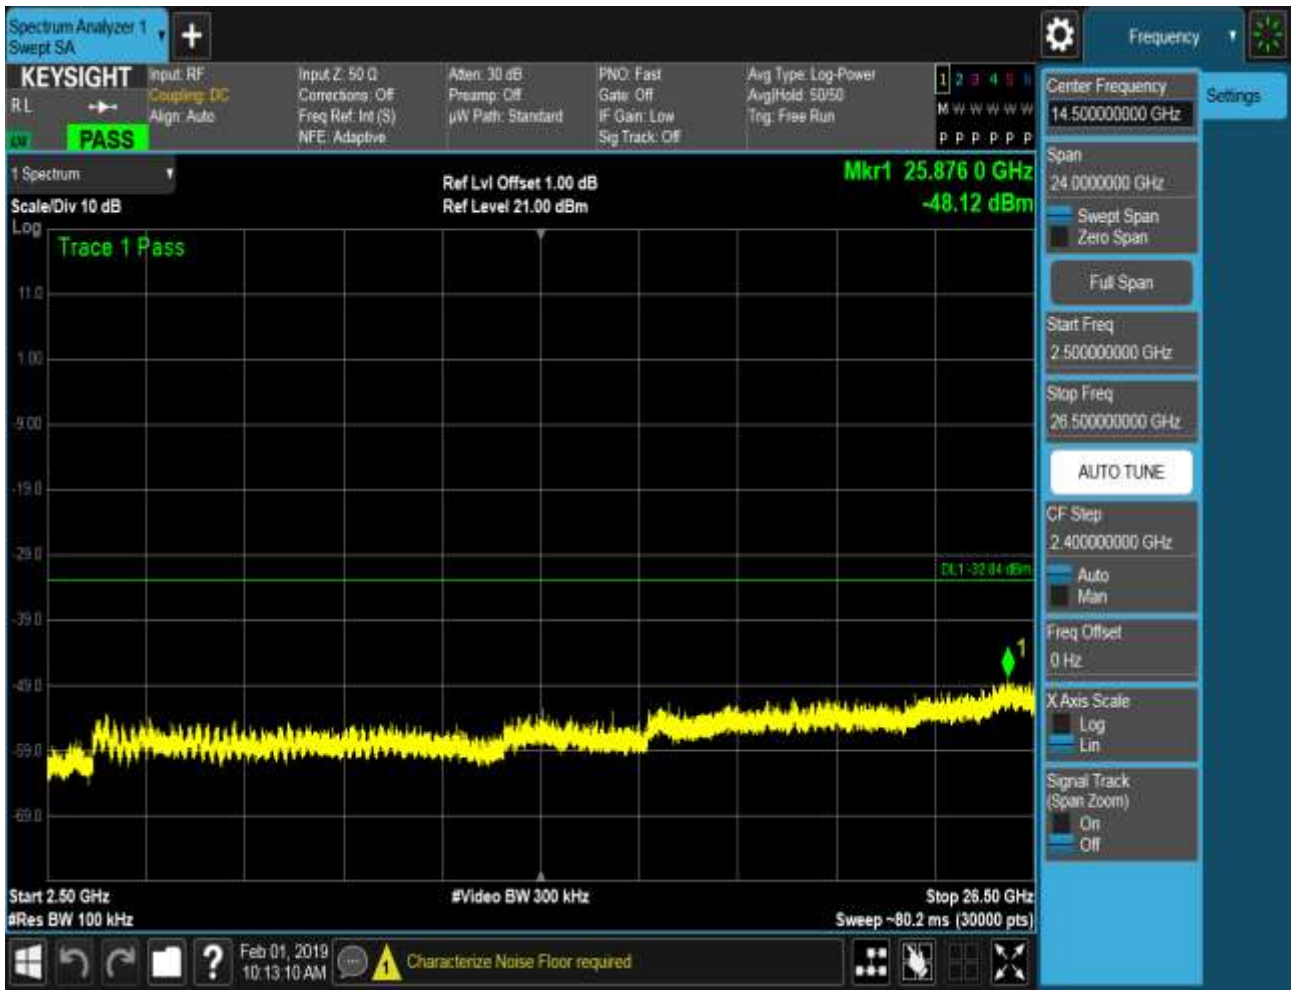 Spectrum Analyzer 1
Swept SA
+
Frequency
KEYSIGHT
R L
PASS
Input: RF
Coupling: DC
Align: Auto
Input Z: 50 Ω
Corrections: Off
Freq Ref: Int (S)
NFE: Adaptive
Atten: 30 dB
Preamp: Off
µW Path: Standard
PNO: Fast
Gate: Off
IF Gain: Low
Sig Track: Off
Avg Type: Log-Power
Avg|Hold: 50/50
Trig: Free Run
1 2 3 4 5 6
M W W W W W
P P P P P P
1 Spectrum
Scale/Div 10 dB
Ref Lvl Offset 1.00 dB
Ref Level 21.00 dBm
Mkr1 25.876 0 GHz
-48.12 dBm
Log
Trace 1 Pass
11.0
1.00
-9.00
-19.0
-29.0
DL1 -32.84 dBm
-39.0
1
-49.0
-59.0
-69.0
Start 2.50 GHz
#Video BW 300 kHz
Stop 26.50 GHz
#Res BW 100 kHz
Sweep ~80.2 ms (30000 pts)
Center Frequency
14.500000000 GHz
Settings
Span
24.0000000 GHz
Swept Span
Zero Span
Full Span
Start Freq
2.500000000 GHz
Stop Freq
26.500000000 GHz
AUTO TUNE
CF Step
2.400000000 GHz
Auto
Man
Freq Offset
0 Hz
X Axis Scale
Log
Lin
Signal Track
(Span Zoom)
On
Off
?
Feb 01, 2019
10:13:10 AM
1
Characterize Noise Floor required